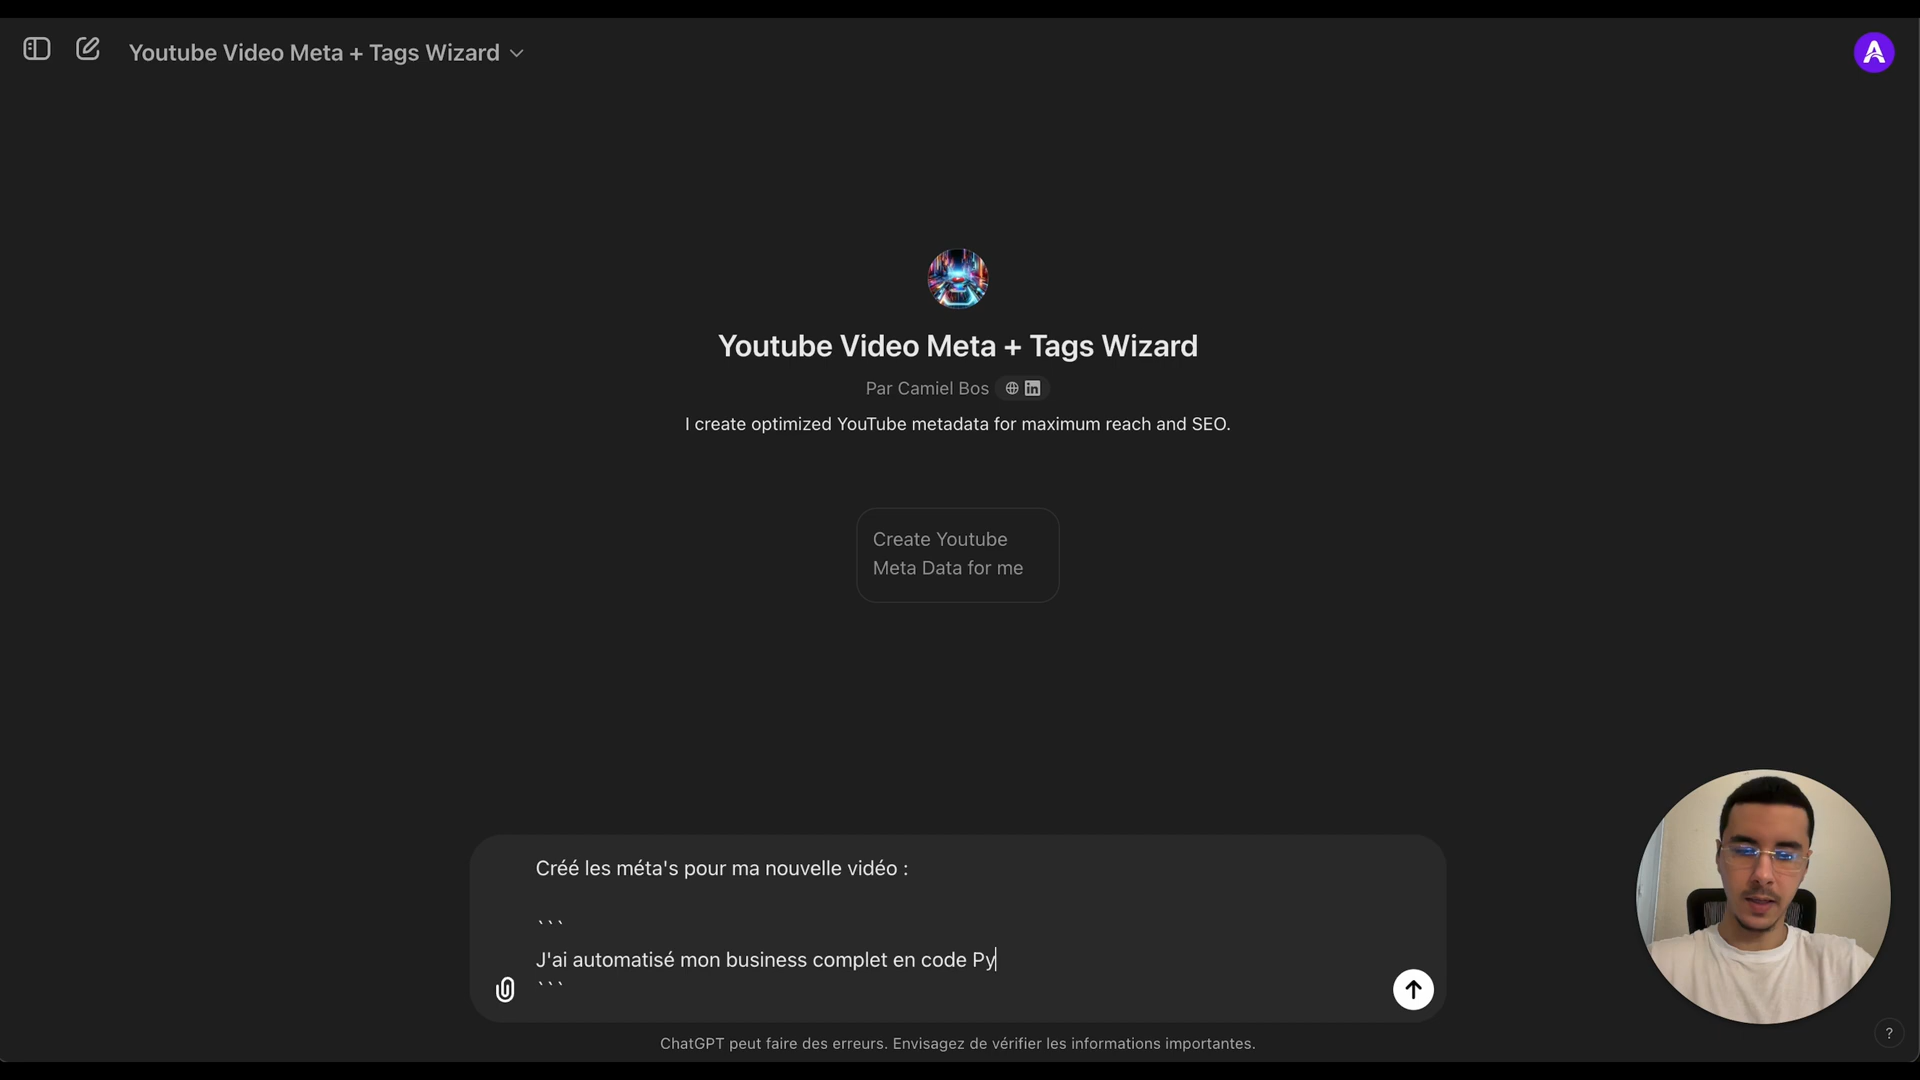 Youtube Video Meta + Tags Wizard
A
Youtube Video Meta + Tags Wizard
Par Camiel Bos
I create optimized YouTube metadata for maximum reach and SEO.
Create Youtube
Meta Data for me
Créé les méta's pour ma nouvelle vidéo :
```
J'ai automatisé mon business complet en code Py
```
ChatGPT peut faire des erreurs. Envisagez de vérifier les informations importantes.
?